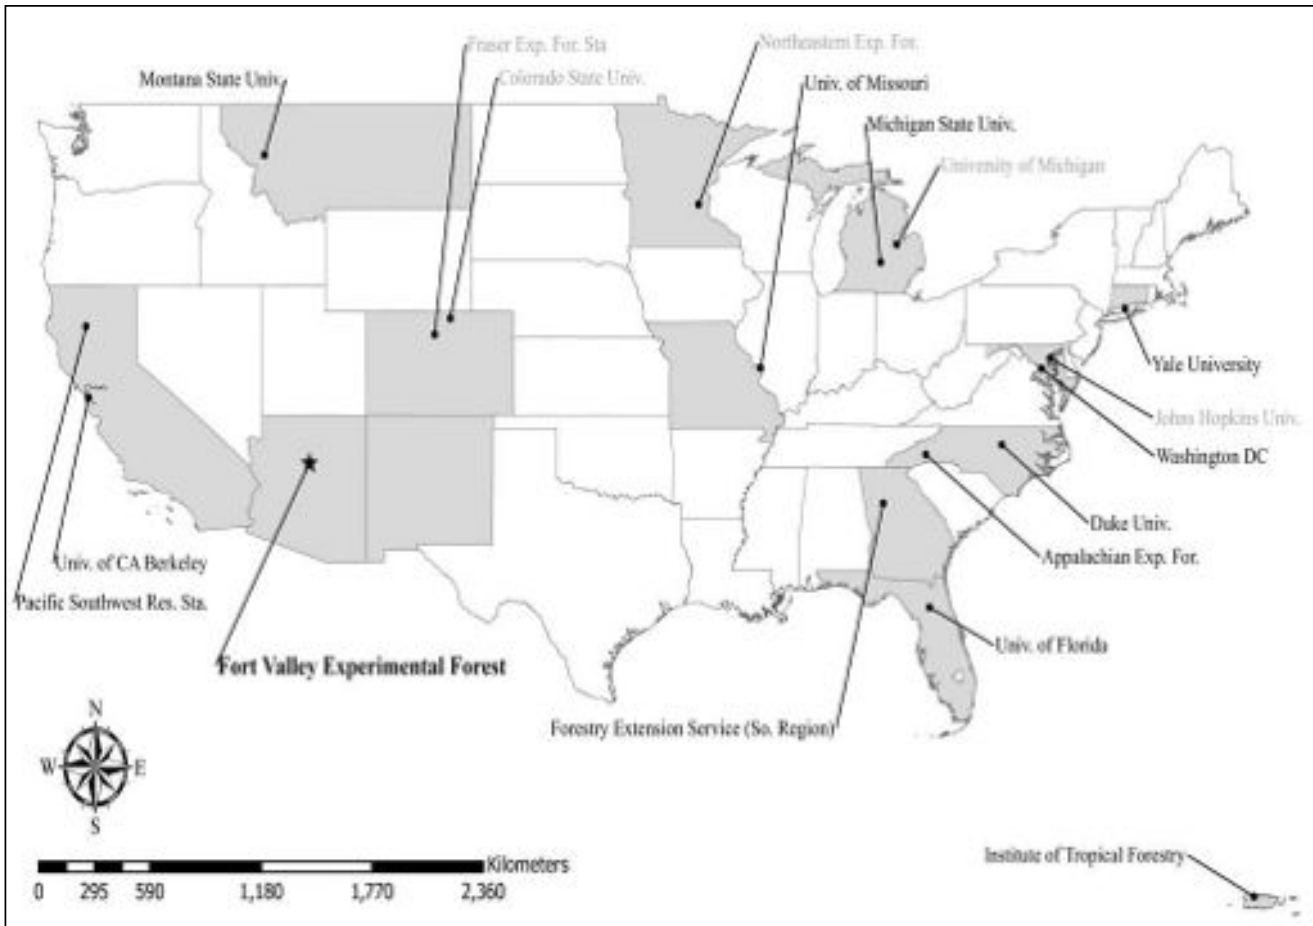 Fraser Exp. For. Sta
Northeastern Exp. For.
Montana State Univ.
Colorado State Univ.
Univ. of Missouri
Michigan State Univ.
University of Michigan
Yale University
Johns Hopkins Univ.
Washington DC
Duke Univ.
Appalachian Exp. For.
Univ. of CA Berkeley
Pacific Southwest Res. Sta.
Univ. of Florida
Fort Valley Experimental Forest
Forestry Extension Service (So. Region)
N
W E
S
Institute of Tropical Forestry
Kilometers
0 295 590 1,180 1,770 2,360